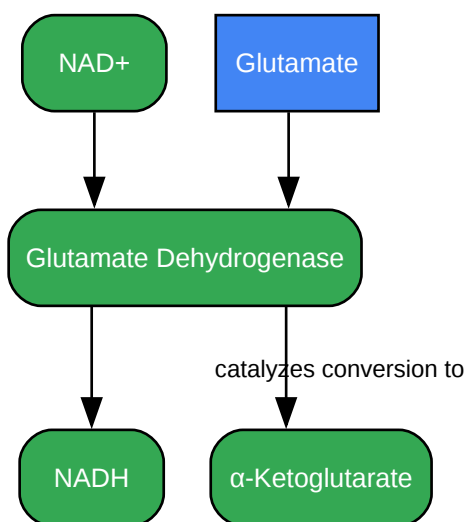 NAD+
Glutamate
Glutamate Dehydrogenase
catalyzes conversion to
NADH
α-Ketoglutarate